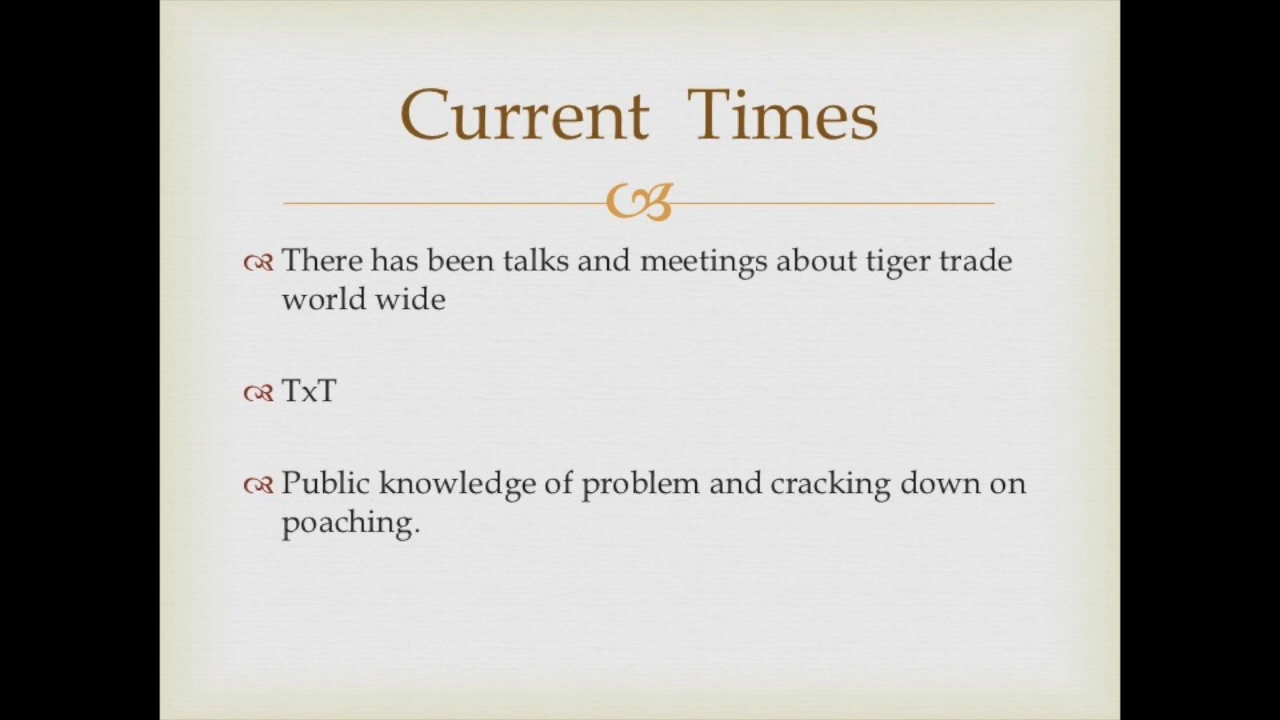 Current Times
There has been talks and meetings about tiger trade
world wide
TxT
Public knowledge of problem and cracking down on
poaching.